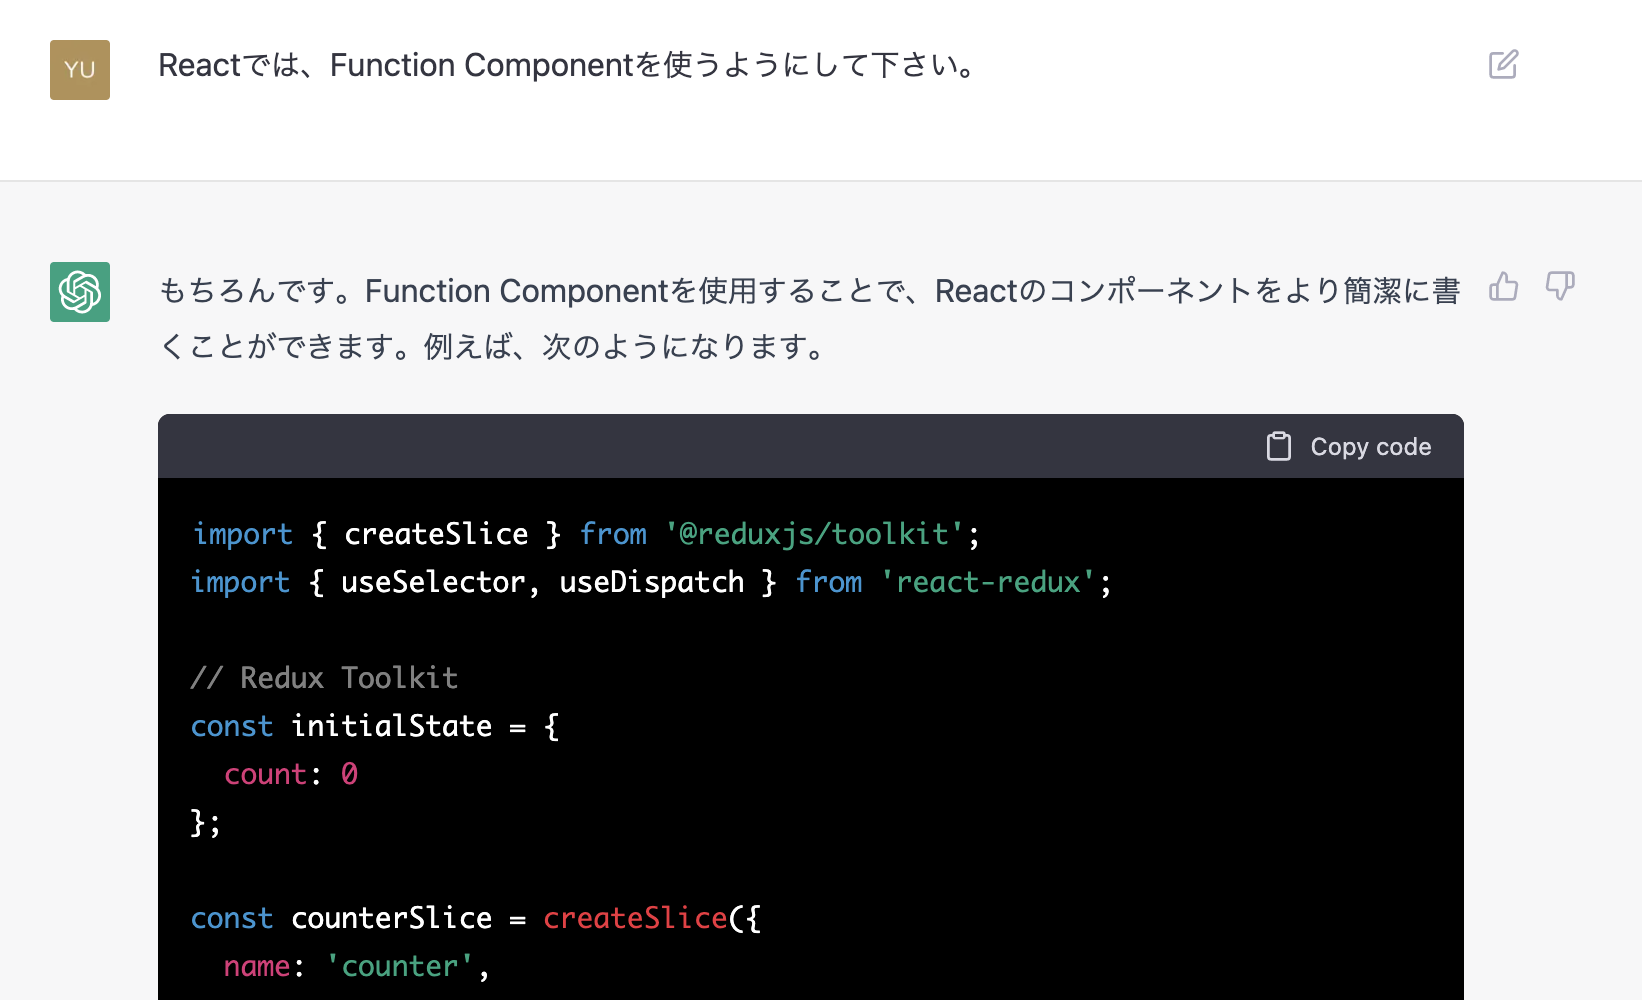 YU
Reactでは、Function Componentを使うようにして下さい。
もちろんです。Function Componentを使用することで、Reactのコンポーネントをより簡潔に書
くことができます。例えば、次のようになります。
Copy code
import { createSlice } from '@reduxjs/toolkit';
import { useSelector, useDispatch } from 'react-redux';
// Redux Toolkit
const initialState = {
  count: 0
};
const counterSlice = createSlice({
  name: 'counter',